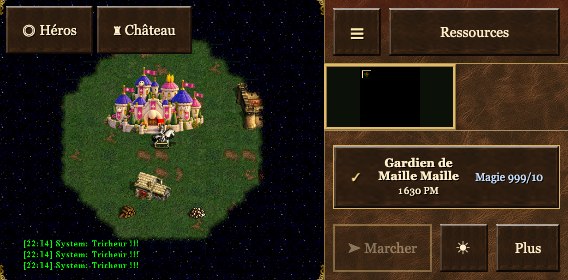 Héros
Château
Ressources
✓ Gardien de
Maille Maille
Magie 999/10
1630 PM
➤ Marcher
Plus
[22:14] System: Tricheur !!!
[22:14] System: Tricheur !!!
[22:14] System: Tricheur !!!